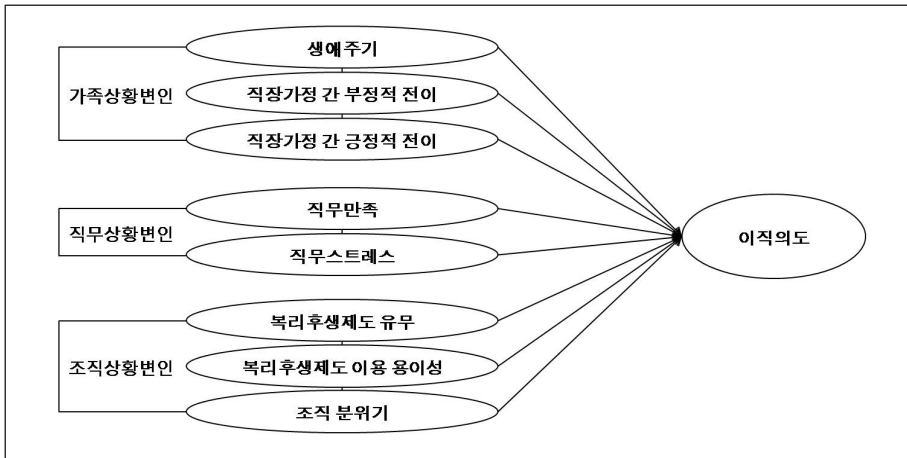 가족상황변인
생애주기
직장가정 간 부정적 전이
직장가정 간 긍정적 전이
직무상황변인
직무만족
직무스트레스
조직상황변인
복리후생제도 유무
복리후생제도 이용 용이성
조직 분위기
이직의도